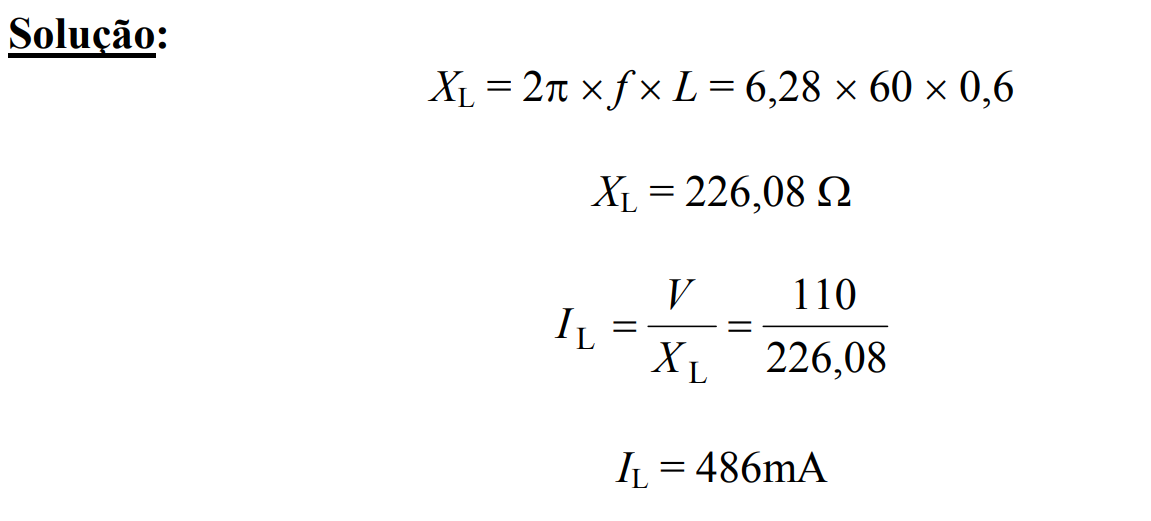 Solução:
X_L = 2π × f × L = 6,28 × 60 × 0,6
X_L = 226,08 Ω
I_L = V / X_L = 110 / 226,08
I_L = 486mA